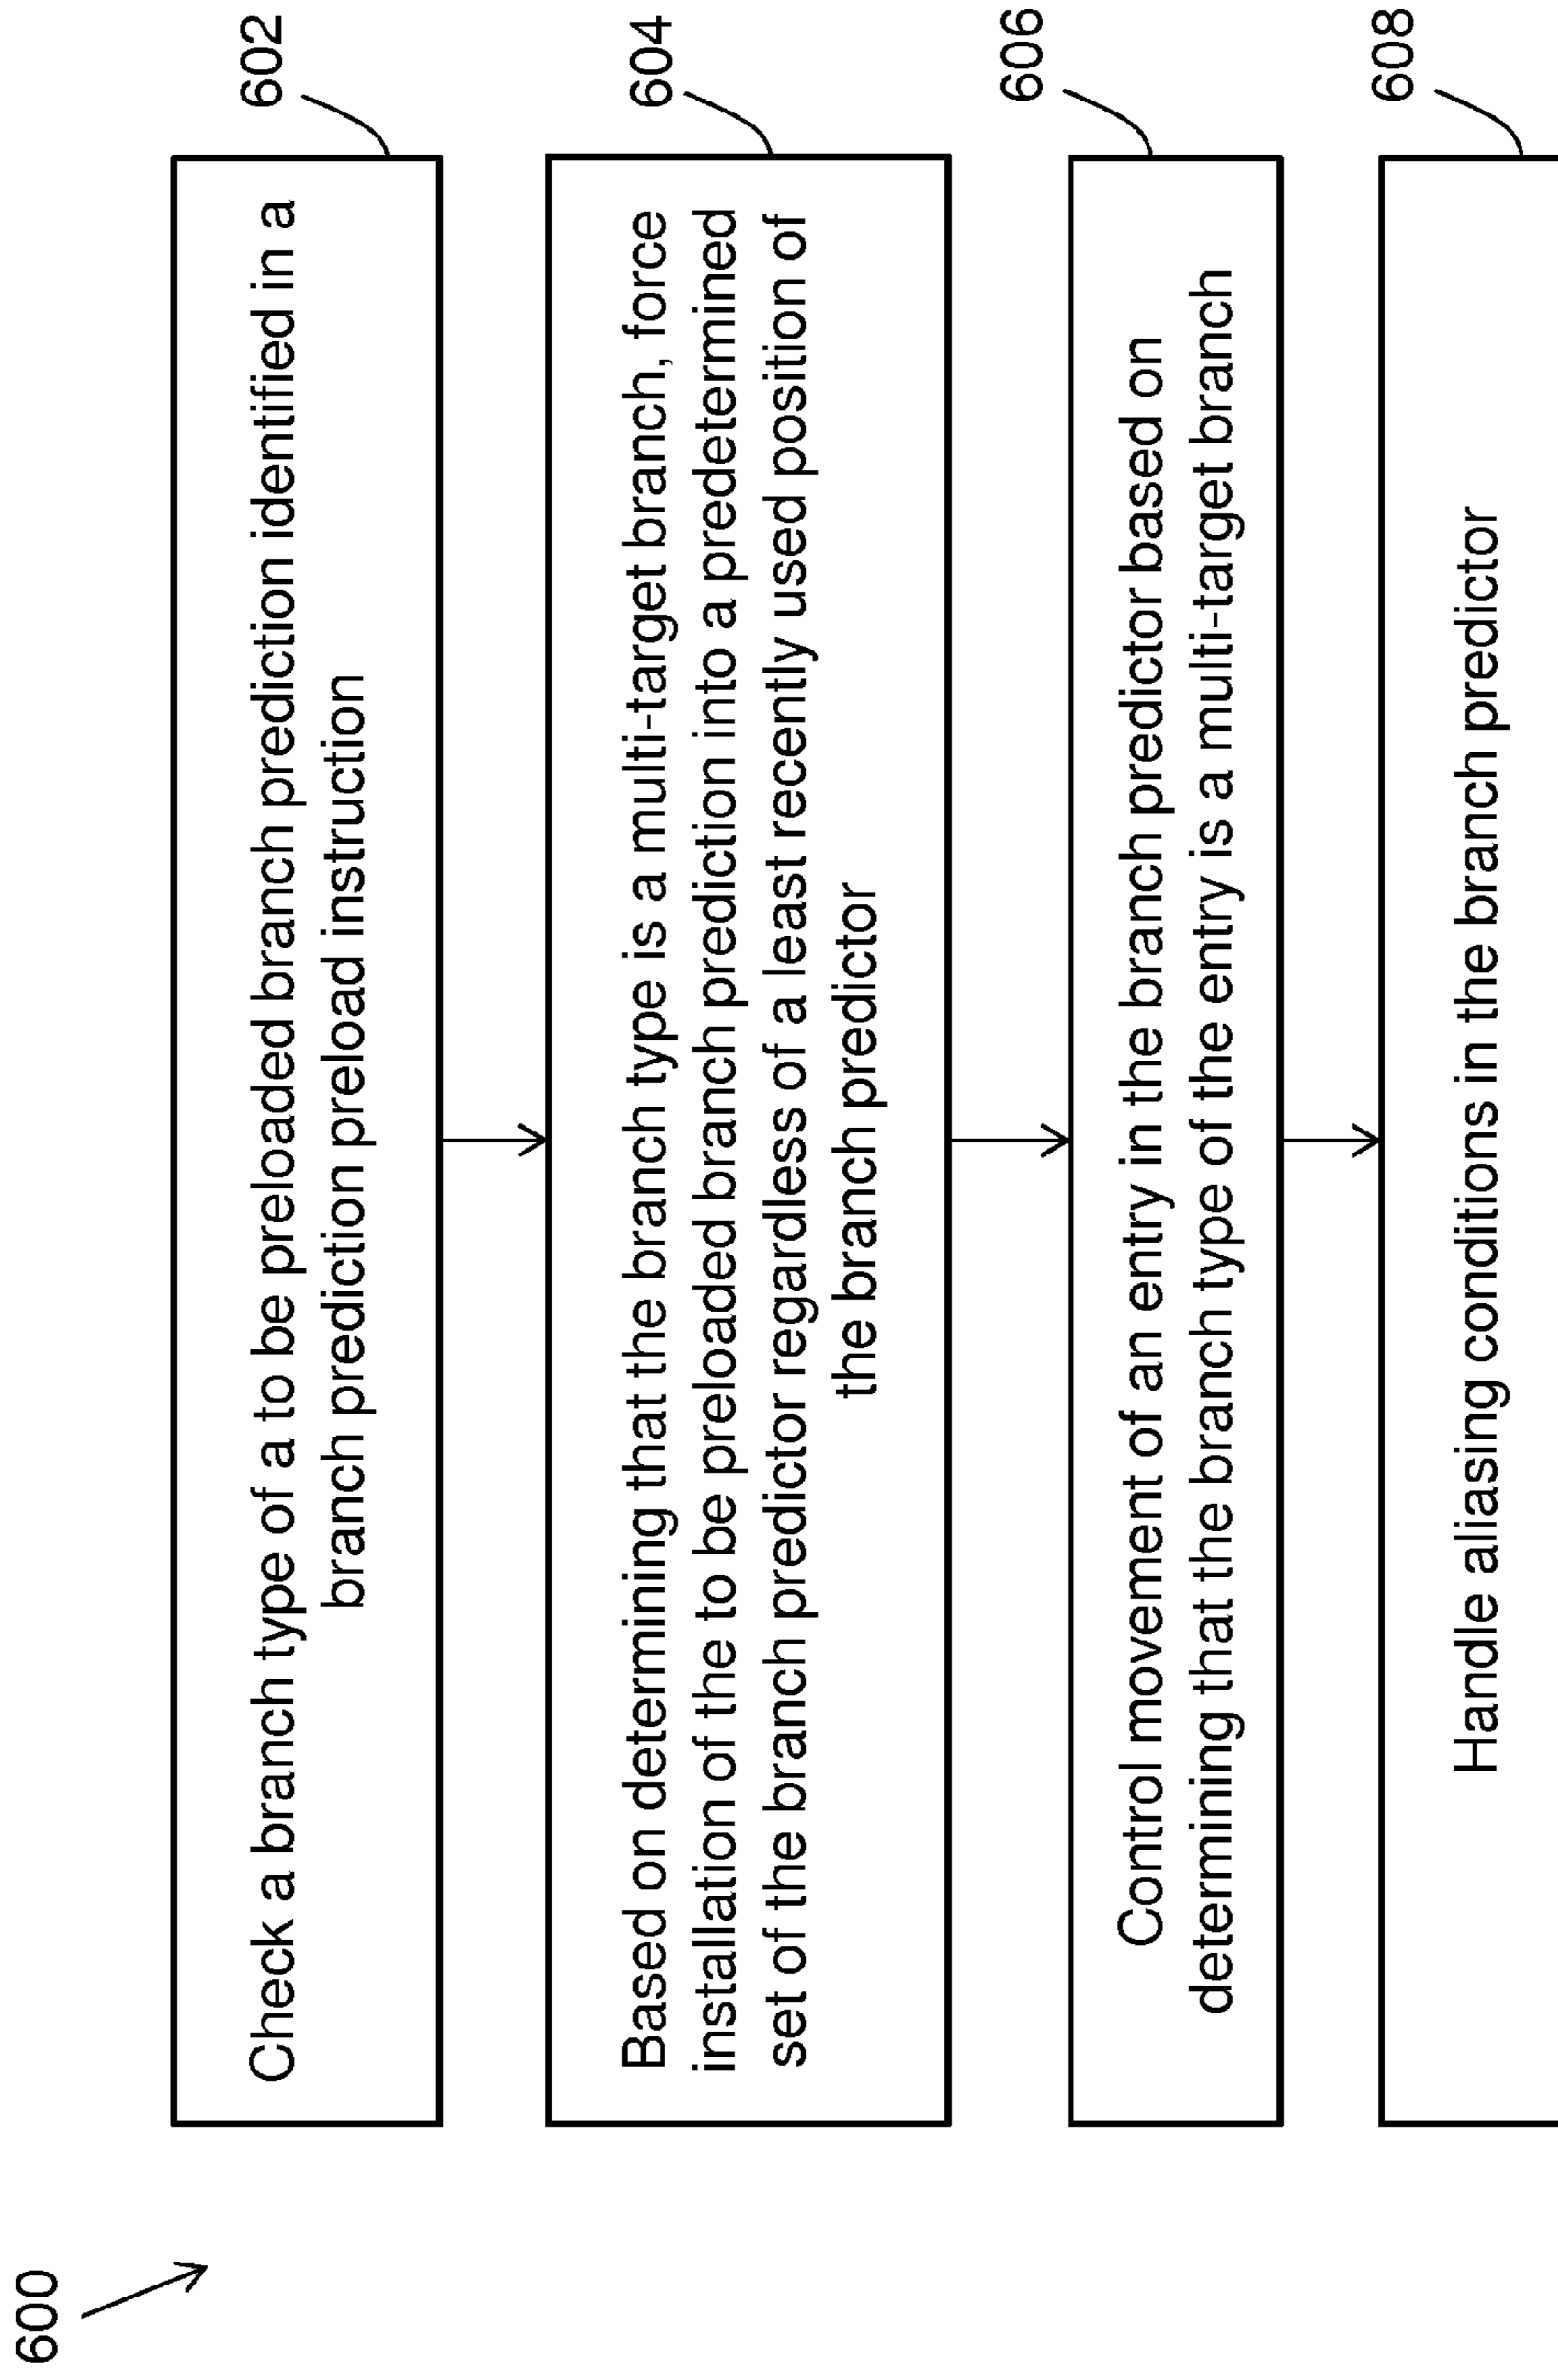 600
602
Check a branch type of a to be preloaded branch prediction identified in a
branch prediction preload instruction
604
Based on determining that the branch type is a multi-target branch, force
installation of the to be preloaded branch prediction into a predetermined
set of the branch predictor regardless of a least recently used position of
the branch predictor
606
Control movement of an entry in the branch predictor based on
determining that the branch type of the entry is a multi-target branch
608
Handle aliasing conditions in the branch predictor